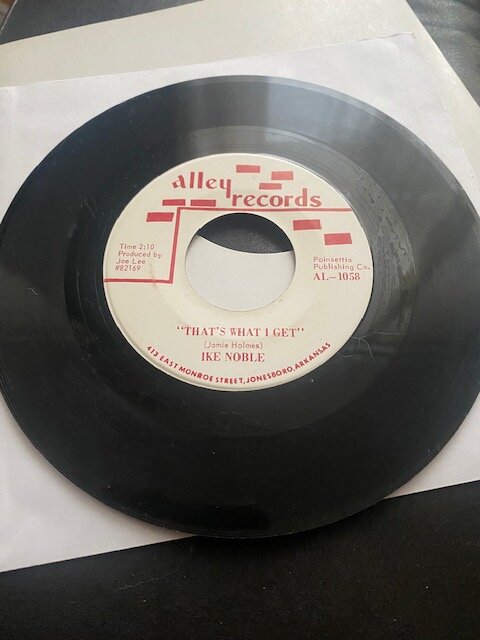 alley
records
Time 2:10
Produced by
Joe Lee
#82169
Poinsettia
Publishing Co.
AL-1058
"THAT'S WHAT I GET"
(Jamie Holmes)
IKE NOBLE
413 EAST MONROE STREET, JONESBORO, ARKANSAS